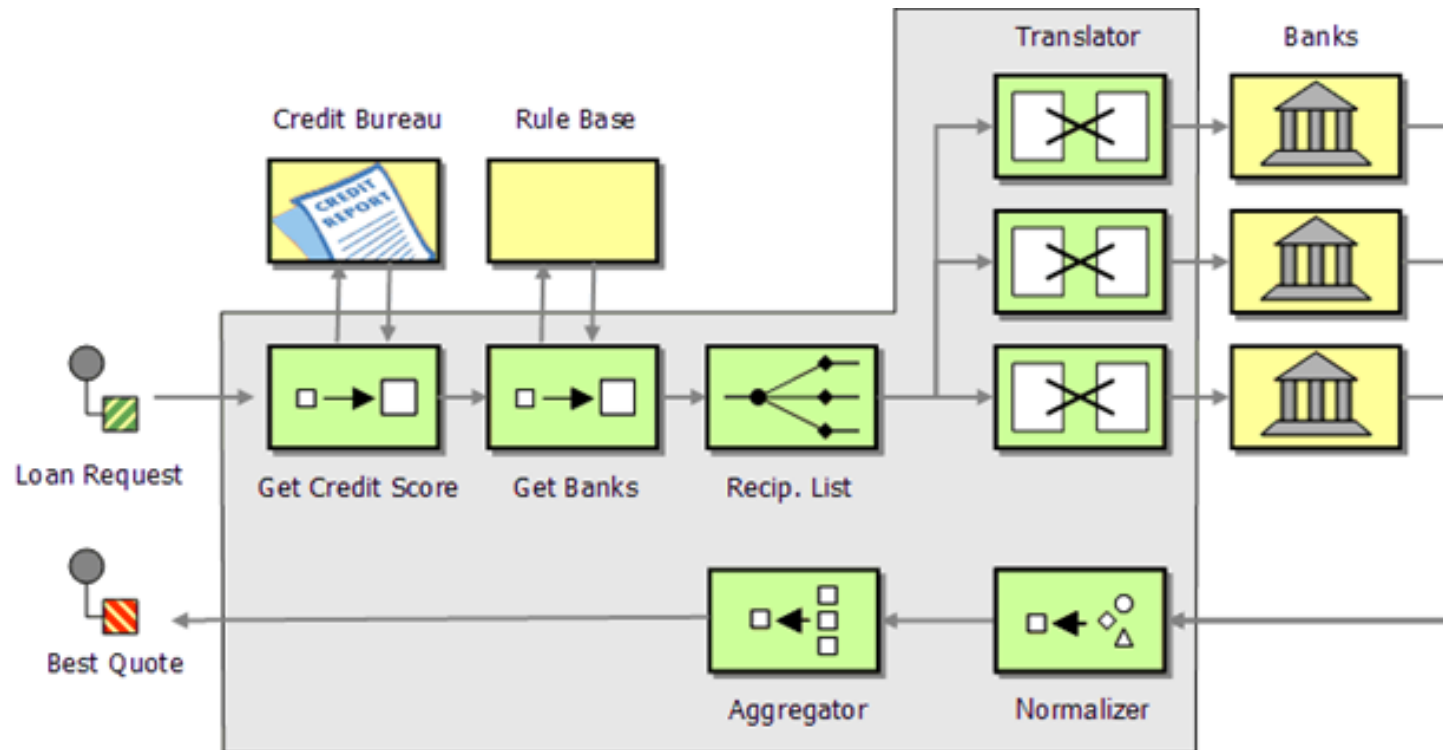 Translator
Banks
Credit Bureau
Rule Base
CREDIT
REPORT
Loan Request
Get Credit Score
Get Banks
Recip. List
Best Quote
Aggregator
Normalizer